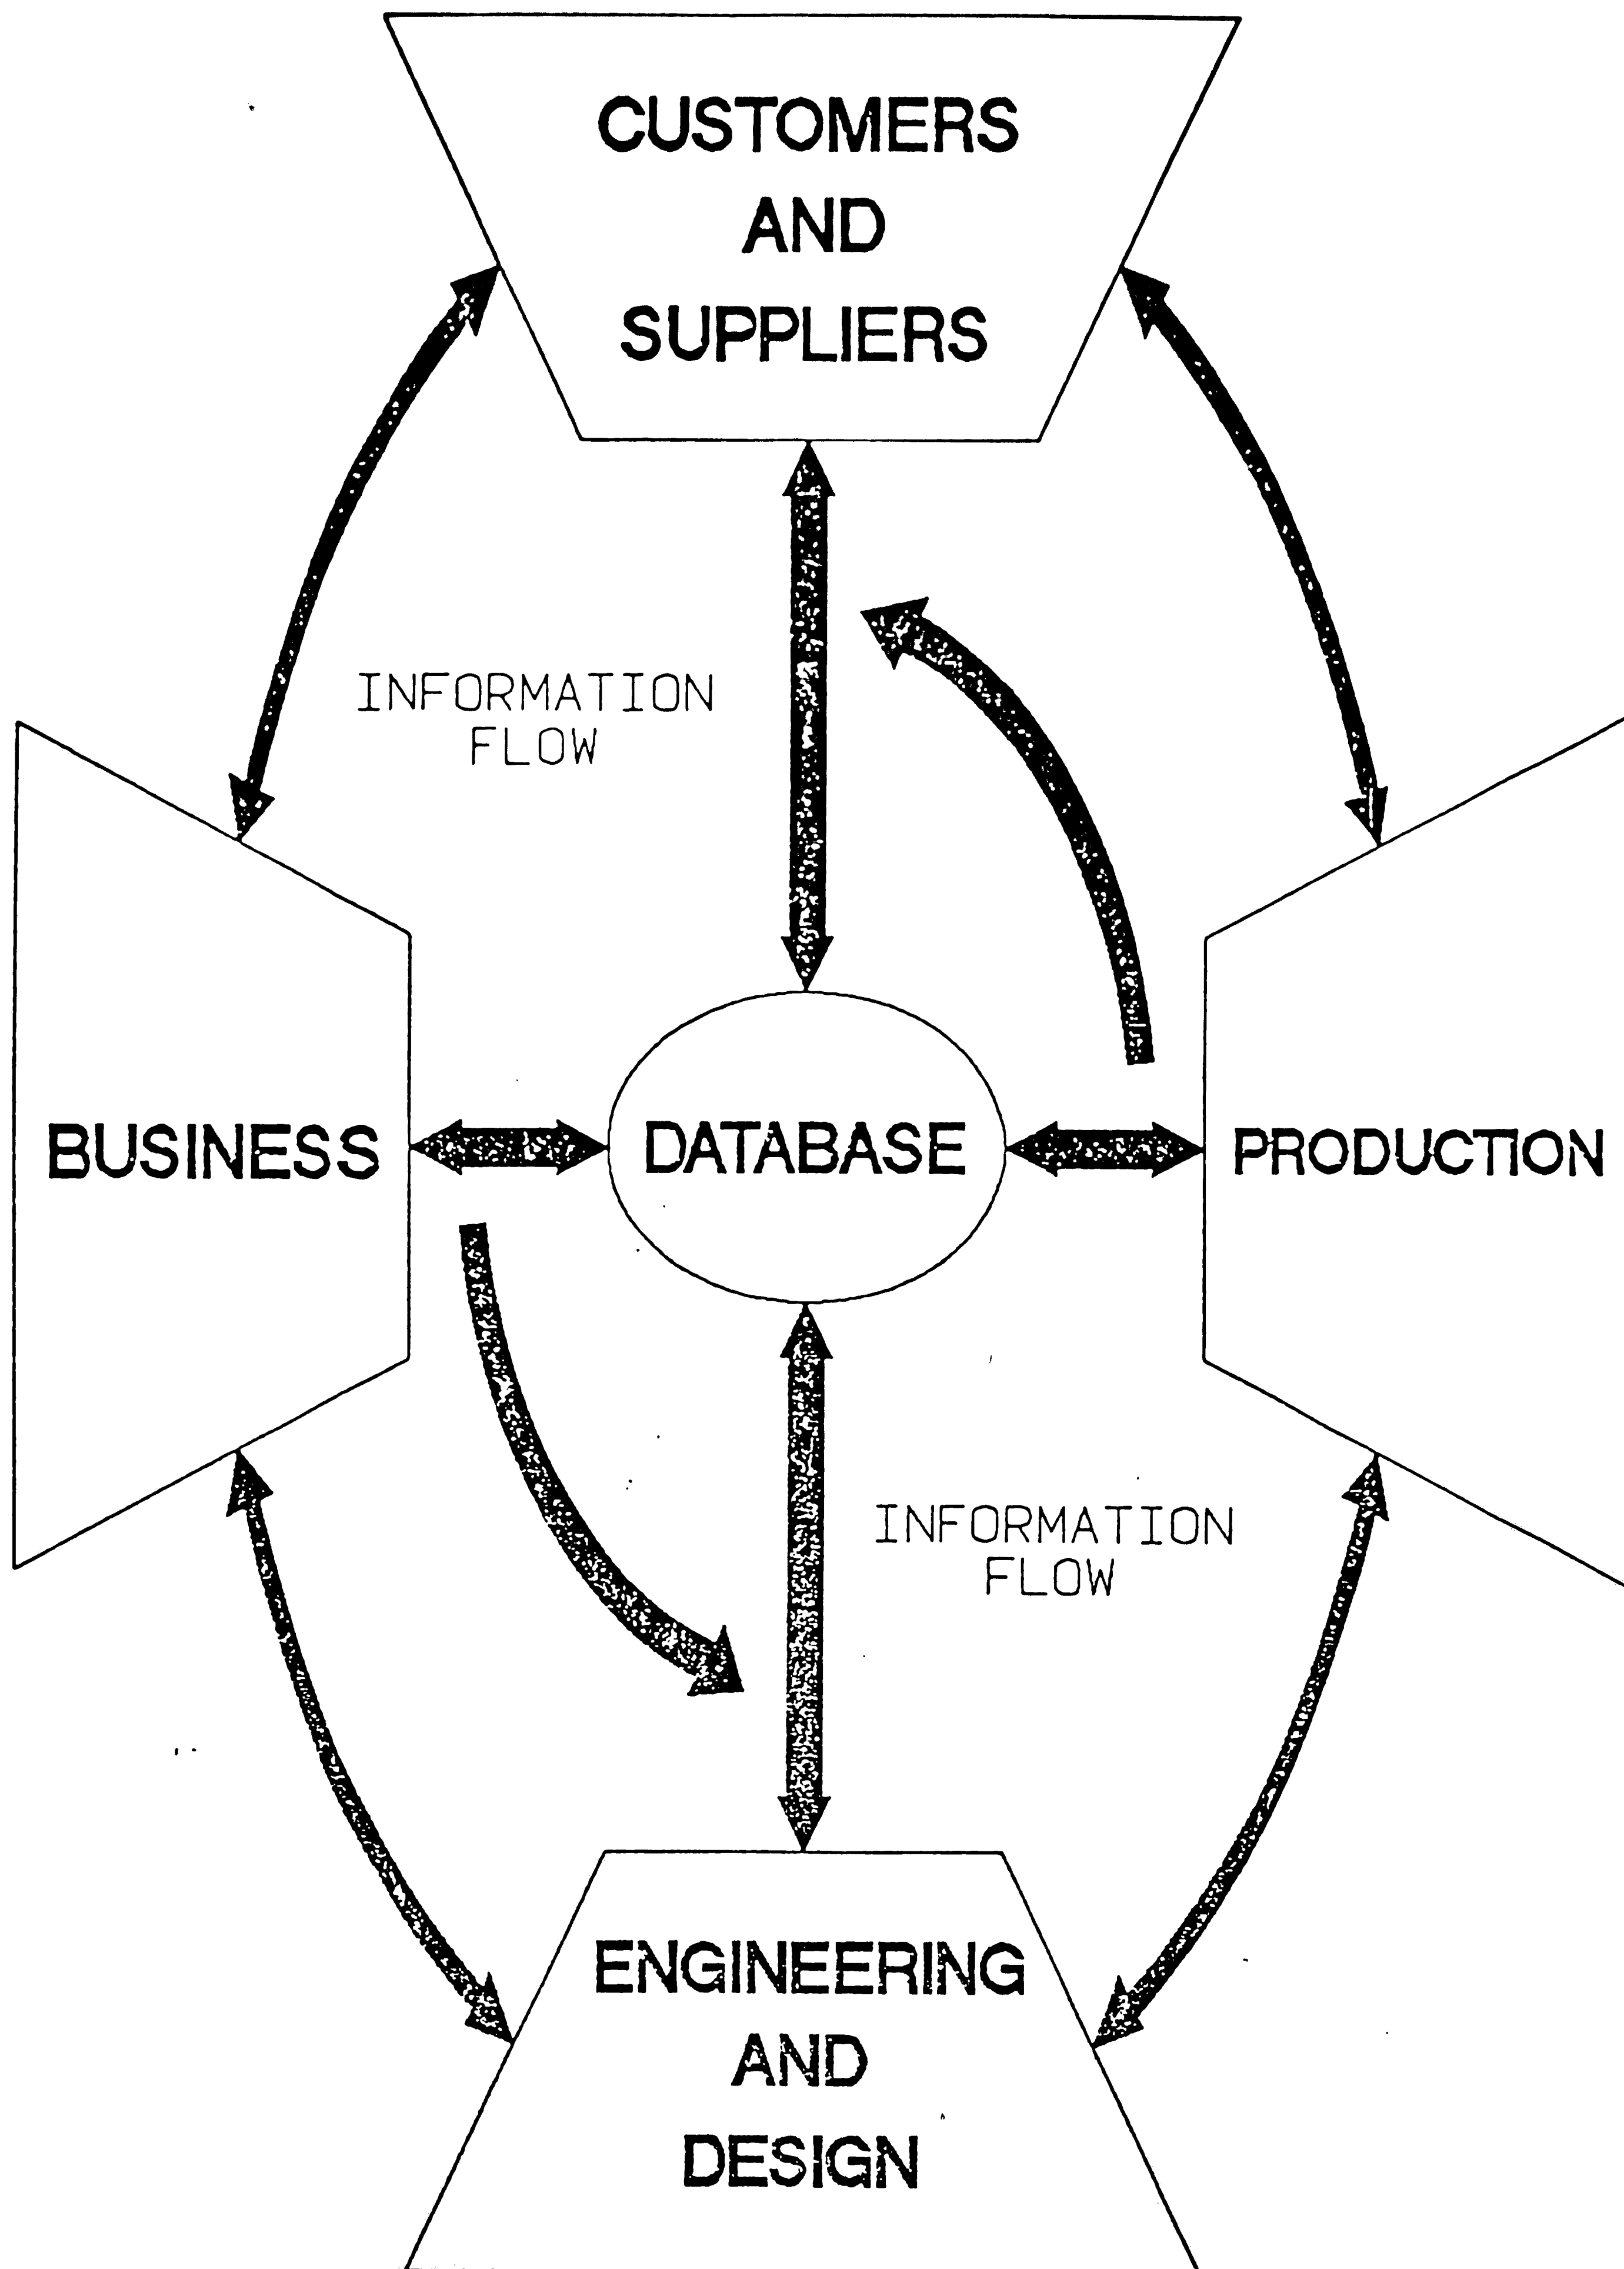 CUSTOMERS
AND
SUPPLIERS
INFORMATION
FLOW
BUSINESS
DATABASE
PRODUCTION
INFORMATION
FLOW
ENGINEERING
AND
DESIGN